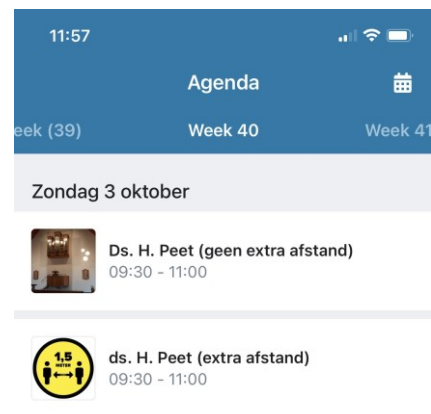 11:57
Agenda
eek (39) Week 40 Week 41
Zondag 3 oktober
Ds. H. Peet (geen extra afstand)
09:30 - 11:00
1,5
METER
ds. H. Peet (extra afstand)
09:30 - 11:00